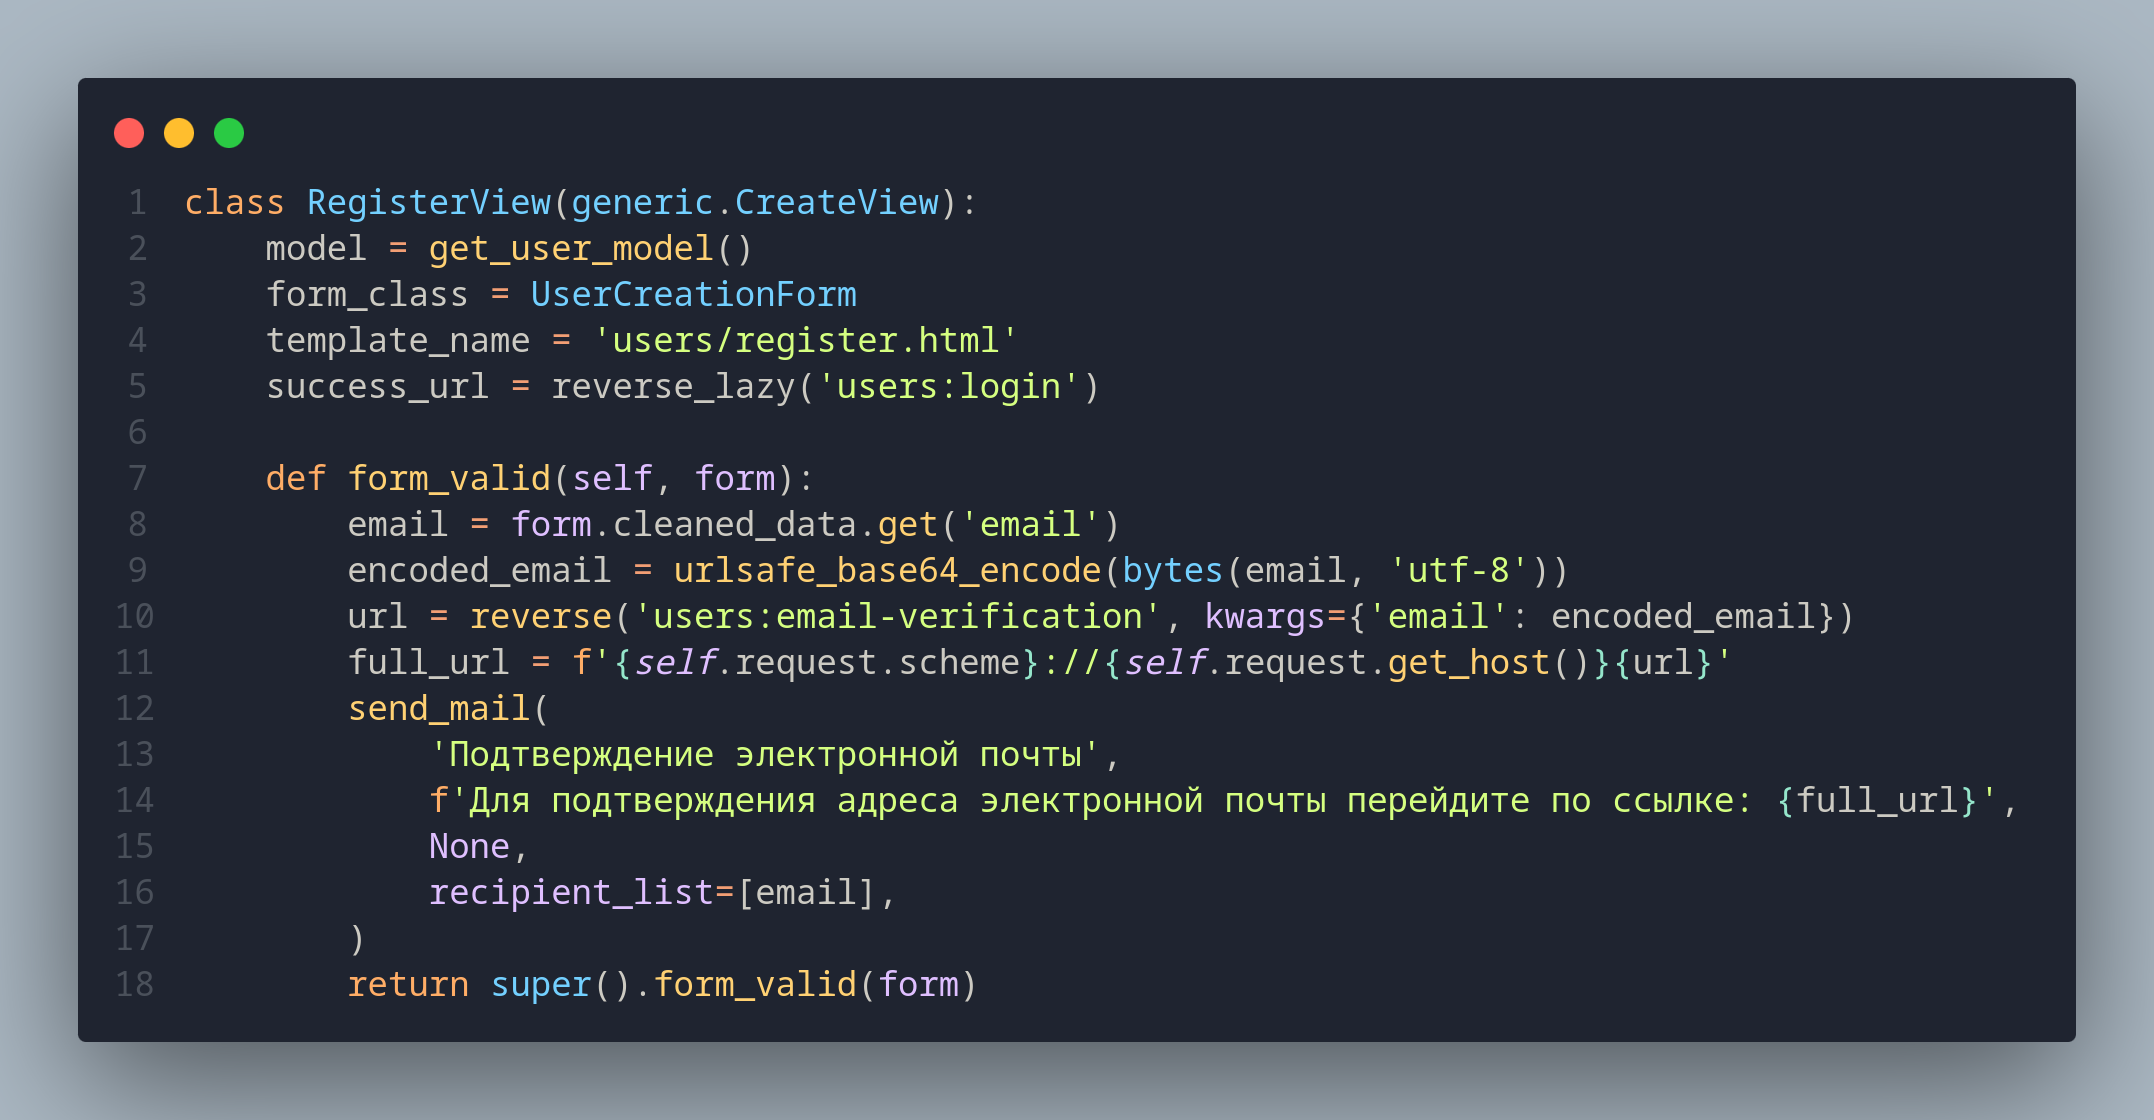 1 class RegisterView(generic.CreateView):
2     model = get_user_model()
3     form_class = UserCreationForm
4     template_name = 'users/register.html'
5     success_url = reverse_lazy('users:login')
6
7     def form_valid(self, form):
8         email = form.cleaned_data.get('email')
9         encoded_email = urlsafe_base64_encode(bytes(email, 'utf-8'))
10         url = reverse('users:email-verification', kwargs={'email': encoded_email})
11         full_url = f'{self.request.scheme}://{self.request.get_host()}{url}'
12         send_mail(
13             'Подтверждение электронной почты',
14             f'Для подтверждения адреса электронной почты перейдите по ссылке: {full_url}',
15             None,
16             recipient_list=[email],
17         )
18         return super().form_valid(form)